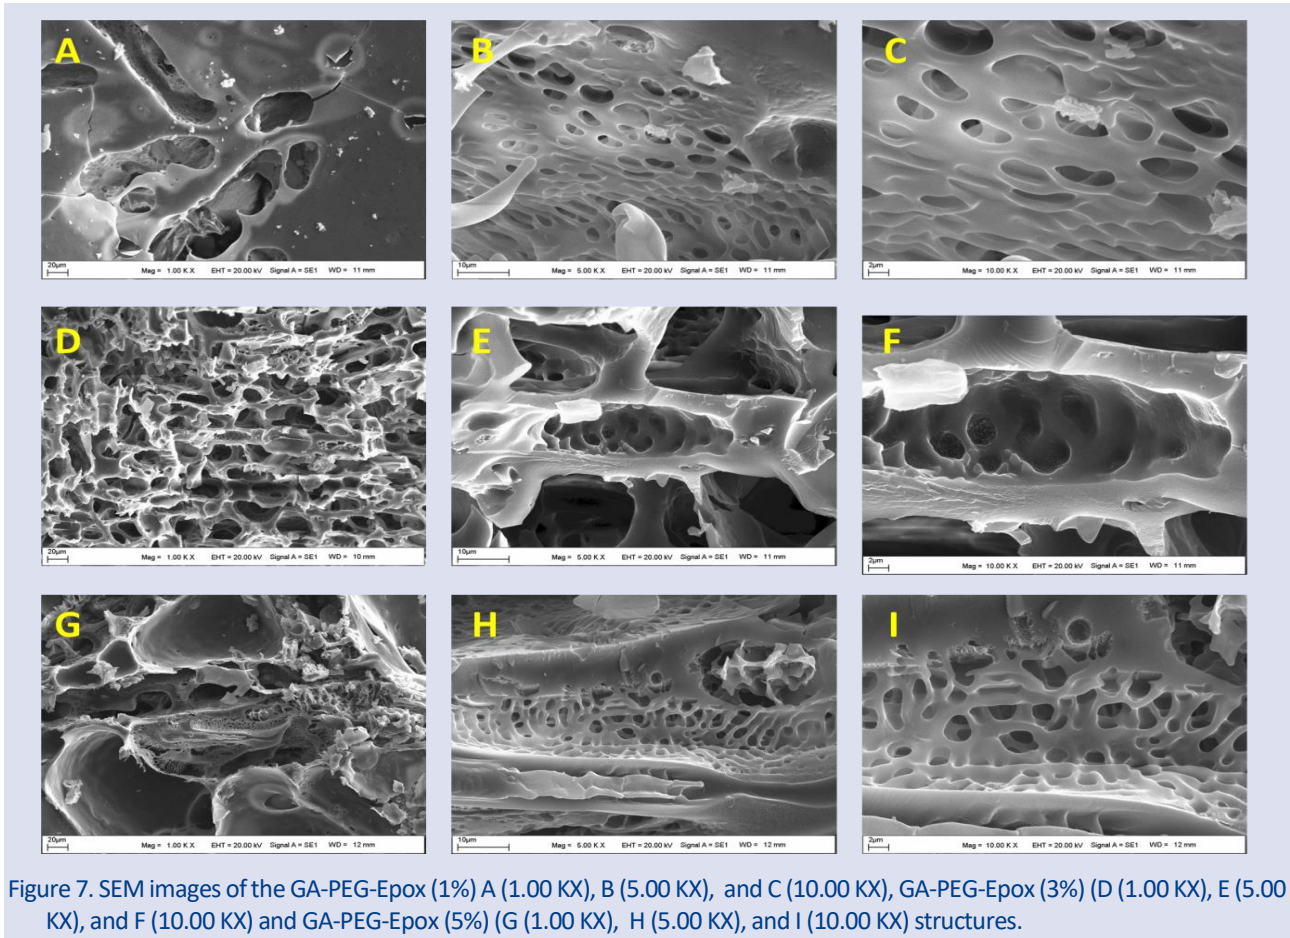 A
B
C
20µm Mag = 1.00 K X EHT = 20.00 kV Signal A = SE1 WD = 11 mm
10µm Mag = 5.00 K X EHT = 20.00 kV Signal A = SE1 WD = 11 mm
2µm Mag = 10.00 K X EHT = 20.00 kV Signal A = SE1 WD = 11 mm
D
E
F
20µm Mag = 1.00 K X EHT = 20.00 kV Signal A = SE1 WD = 10 mm
10µm Mag = 5.00 K X EHT = 20.00 kV Signal A = SE1 WD = 11 mm
2µm Mag = 10.00 K X EHT = 20.00 kV Signal A = SE1 WD = 11 mm
G
H
I
20µm Mag = 1.00 K X EHT = 20.00 kV Signal A = SE1 WD = 12 mm
10µm Mag = 5.00 K X EHT = 20.00 kV Signal A = SE1 WD = 12 mm
2µm Mag = 10.00 K X EHT = 20.00 kV Signal A = SE1 WD = 12 mm
Figure 7. SEM images of the GA-PEG-Epox (1%) A (1.00 KX), B (5.00 KX), and C (10.00 KX), GA-PEG-Epox (3%) (D (1.00 KX), E (5.00
KX), and F (10.00 KX) and GA-PEG-Epox (5%) (G (1.00 KX), H (5.00 KX), and I (10.00 KX) structures.